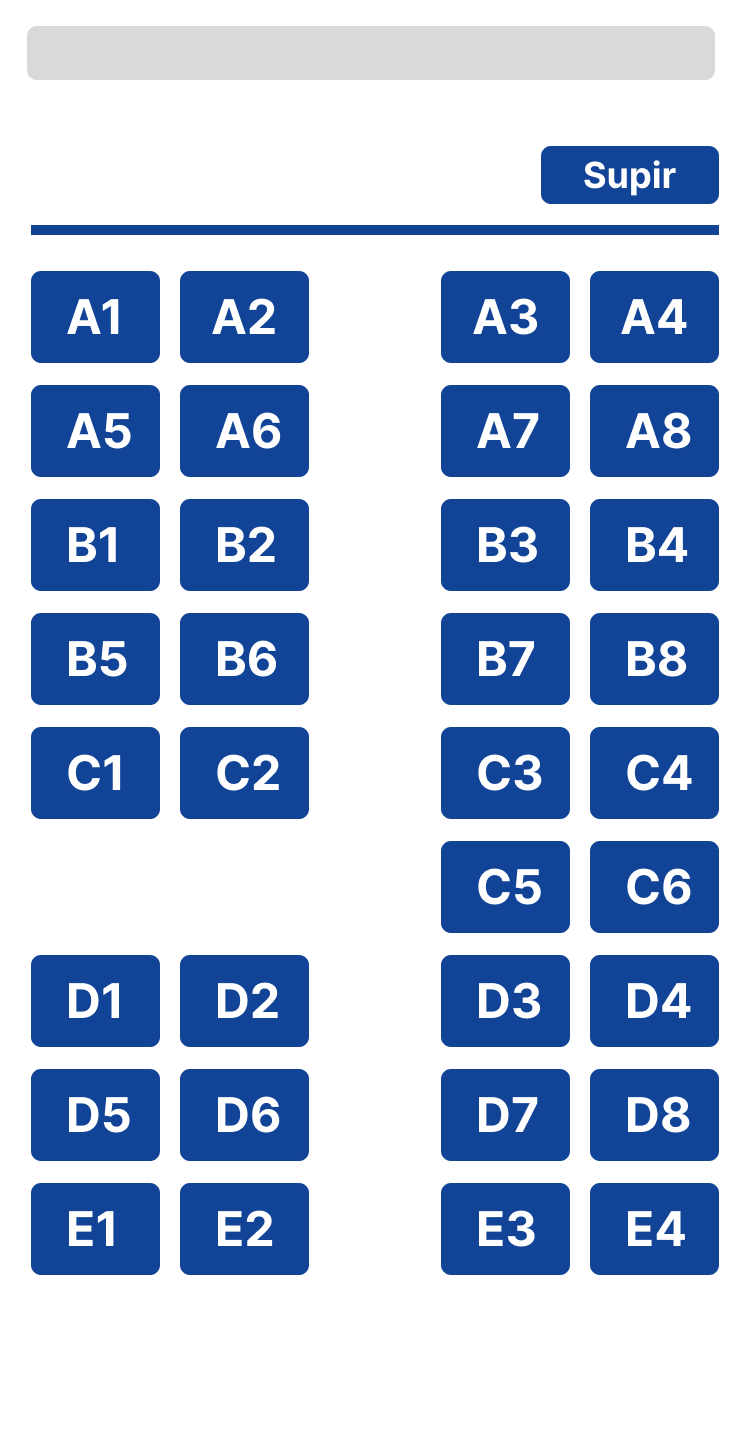 Supir
A1 A2 A3 A4
A5 A6 A7 A8
B1 B2 B3 B4
B5 B6 B7 B8
C1 C2 C3 C4
C5 C6
D1 D2 D3 D4
D5 D6 D7 D8
E1 E2 E3 E4